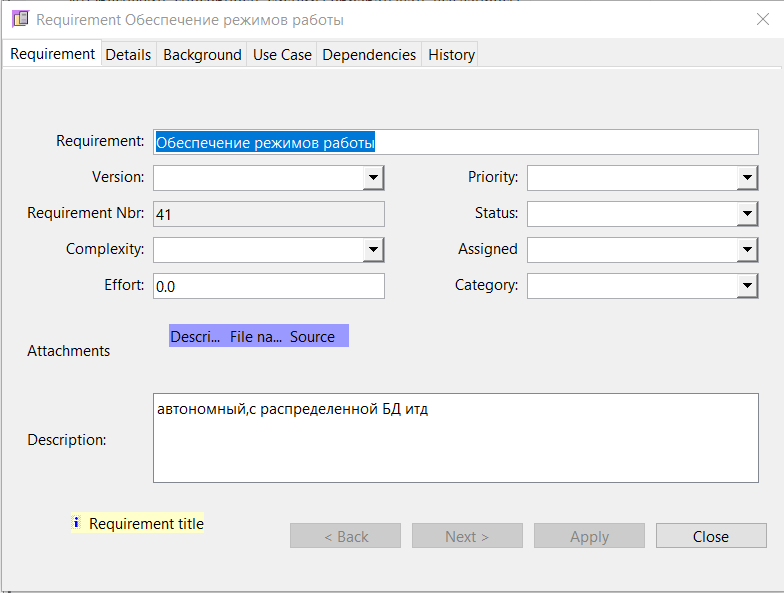 Requirement Обеспечение режимов работы
Requirement Details Background Use Case Dependencies History
Requirement: Обеспечение режимов работы
Version: Priority:
Requirement Nbr: 41 Status:
Complexity: Assigned
Effort: 0.0 Category:
Descri... File na... Source
Attachments
автономный,с распределенной БД итд
Description:
i Requirement title
< Back Next > Apply Close